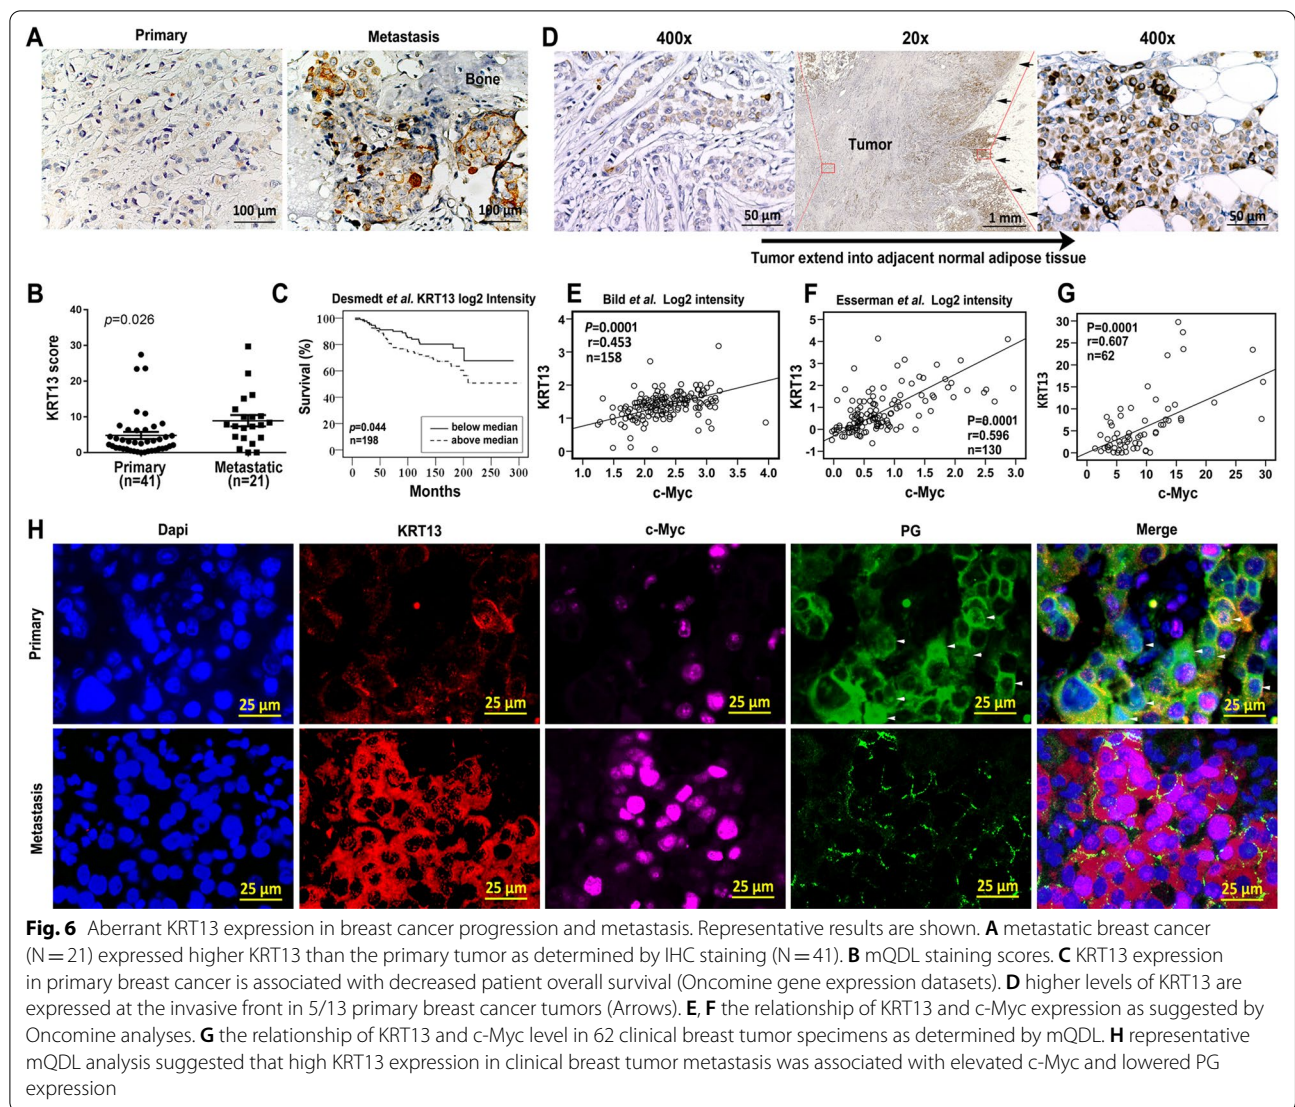 A
Primary
Metastasis
Bone
100 µm
100 µm
D
400x
20x
400x
Tumor
50 µm
1 mm
50 µm
Tumor extend into adjacent normal adipose tissue
B
p=0.026
KRT13 score
40
30
20
10
0
Primary
(n=41)
Metastatic
(n=21)
C
Desmedt et al. KRT13 log2 Intensity
Survival (%)
100
80
60
40
20
0
p=0.044
n=198
below median
above median
0 50 100 150 200 250 300
Months
E
Bild et al. Log2 intensity
P=0.0001
r=0.453
n=158
KRT13
4
3
2
1
0
1.0 1.5 2.0 2.5 3.0 3.5 4.0
c-Myc
F
Esserman et al. Log2 intensity
KRT13
5
4
3
2
1
0
-1
P=0.0001
r=0.596
n=130
0.0 0.5 1.0 1.5 2.0 2.5 3.0
c-Myc
G
P=0.0001
r=0.607
n=62
KRT13
30
25
20
15
10
5
0
0 5 10 15 20 25 30
c-Myc
H
Dapi
KRT13
c-Myc
PG
Merge
Primary
25 µm
25 µm
25 µm
25 µm
25 µm
Metastasis
25 µm
25 µm
25 µm
25 µm
25 µm
Fig. 6 Aberrant KRT13 expression in breast cancer progression and metastasis. Representative results are shown. A metastatic breast cancer
(N = 21) expressed higher KRT13 than the primary tumor as determined by IHC staining (N = 41). B mQDL staining scores. C KRT13 expression
in primary breast cancer is associated with decreased patient overall survival (Oncomine gene expression datasets). D higher levels of KRT13 are
expressed at the invasive front in 5/13 primary breast cancer tumors (Arrows). E, F the relationship of KRT13 and c-Myc expression as suggested by
Oncomine analyses. G the relationship of KRT13 and c-Myc level in 62 clinical breast tumor specimens as determined by mQDL. H representative
mQDL analysis suggested that high KRT13 expression in clinical breast tumor metastasis was associated with elevated c-Myc and lowered PG
expression